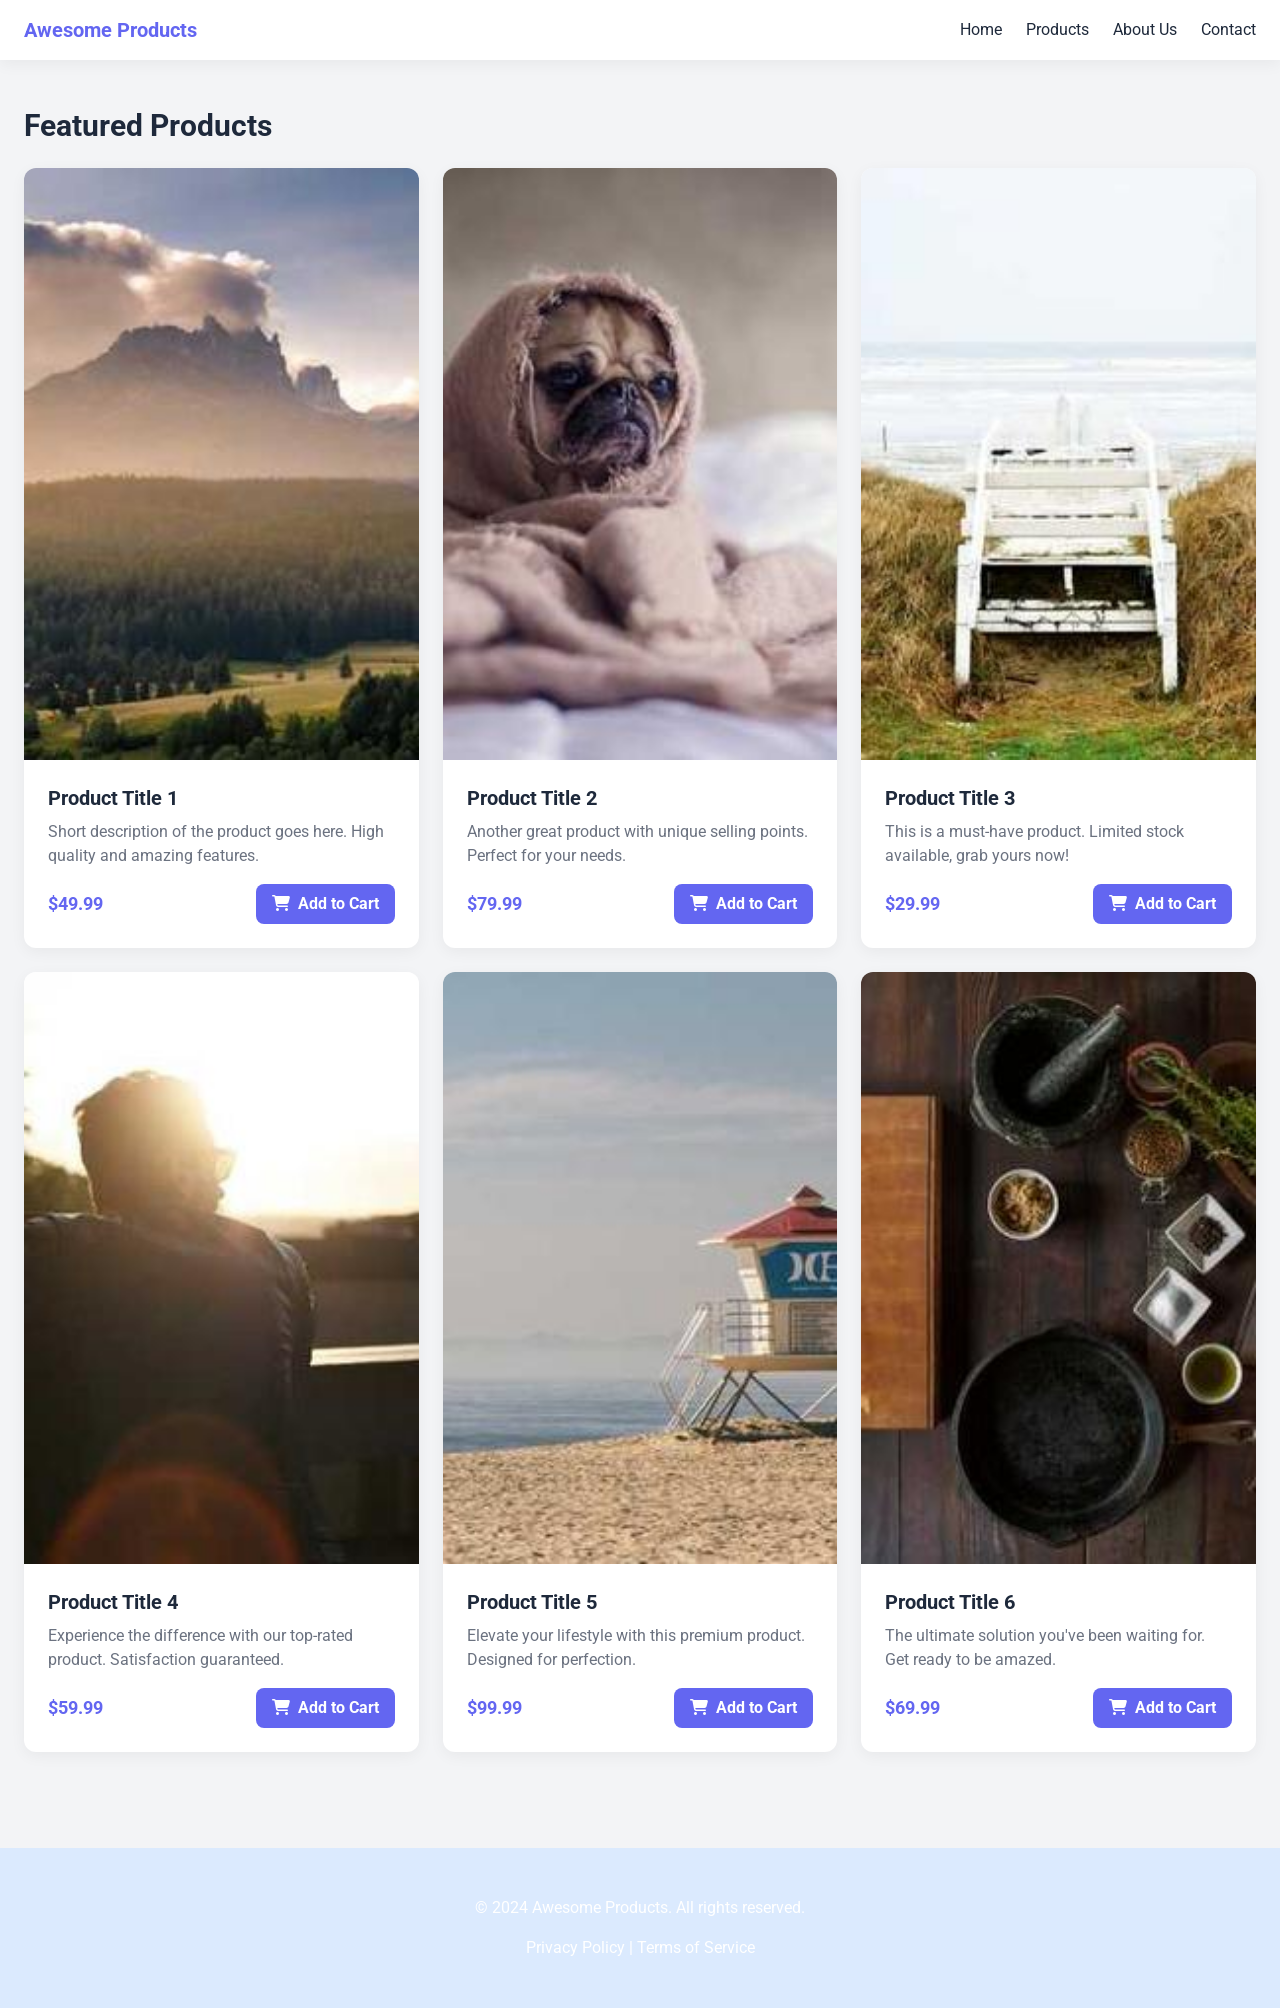 Awesome Products
Home Products About Us Contact
Featured Products
Product Title 1
Short description of the product goes here. High
quality and amazing features.
$49.99
Add to Cart
Product Title 2
Another great product with unique selling points.
Perfect for your needs.
$79.99
Add to Cart
Product Title 3
This is a must-have product. Limited stock
available, grab yours now!
$29.99
Add to Cart
Product Title 4
Experience the difference with our top-rated
product. Satisfaction guaranteed.
$59.99
Add to Cart
Product Title 5
Elevate your lifestyle with this premium product.
Designed for perfection.
$99.99
Add to Cart
Product Title 6
The ultimate solution you've been waiting for.
Get ready to be amazed.
$69.99
Add to Cart
© 2024 Awesome Products. All rights reserved.
Privacy Policy | Terms of Service